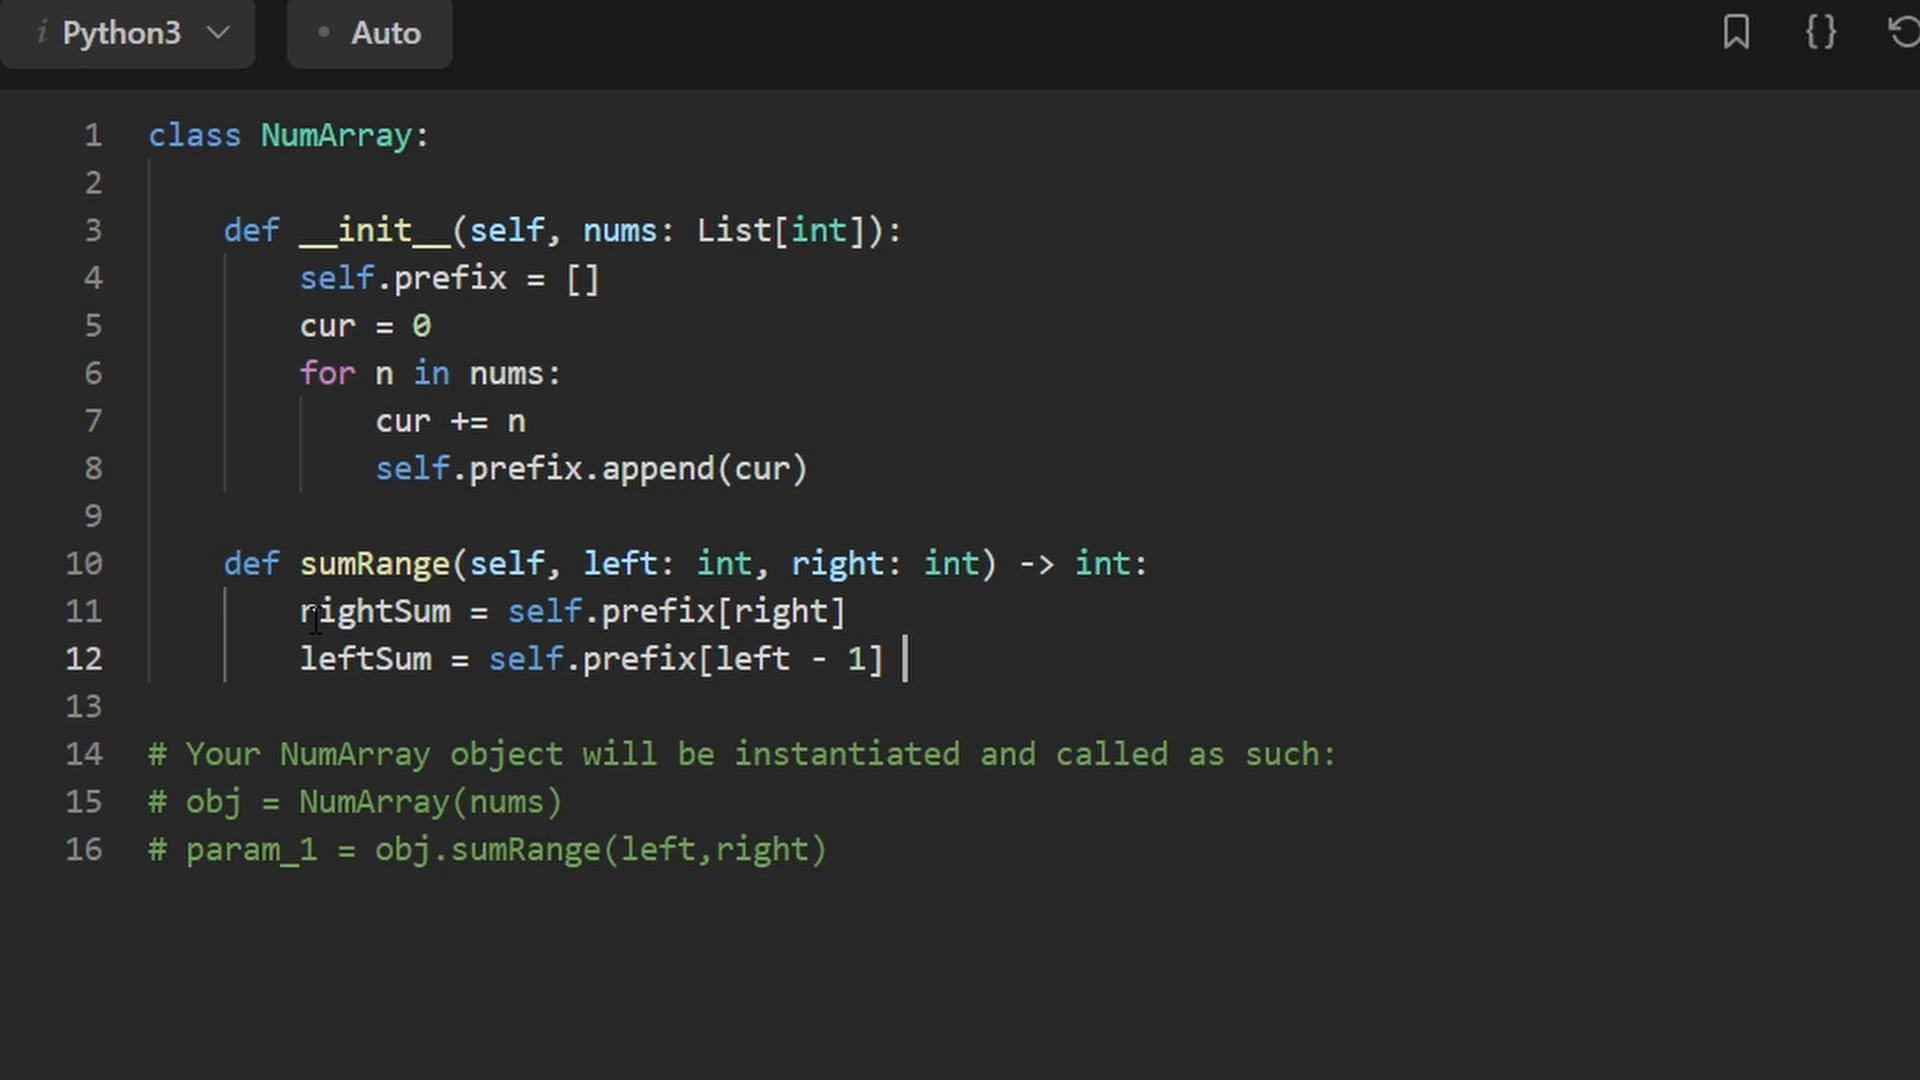 i Python3
Auto
{}
1 class NumArray:
2
3     def __init__(self, nums: List[int]):
4         self.prefix = []
5         cur = 0
6         for n in nums:
7             cur += n
8             self.prefix.append(cur)
9
10     def sumRange(self, left: int, right: int) -> int:
11         rightSum = self.prefix[right]
12         leftSum = self.prefix[left - 1]
13
14 # Your NumArray object will be instantiated and called as such:
15 # obj = NumArray(nums)
16 # param_1 = obj.sumRange(left,right)